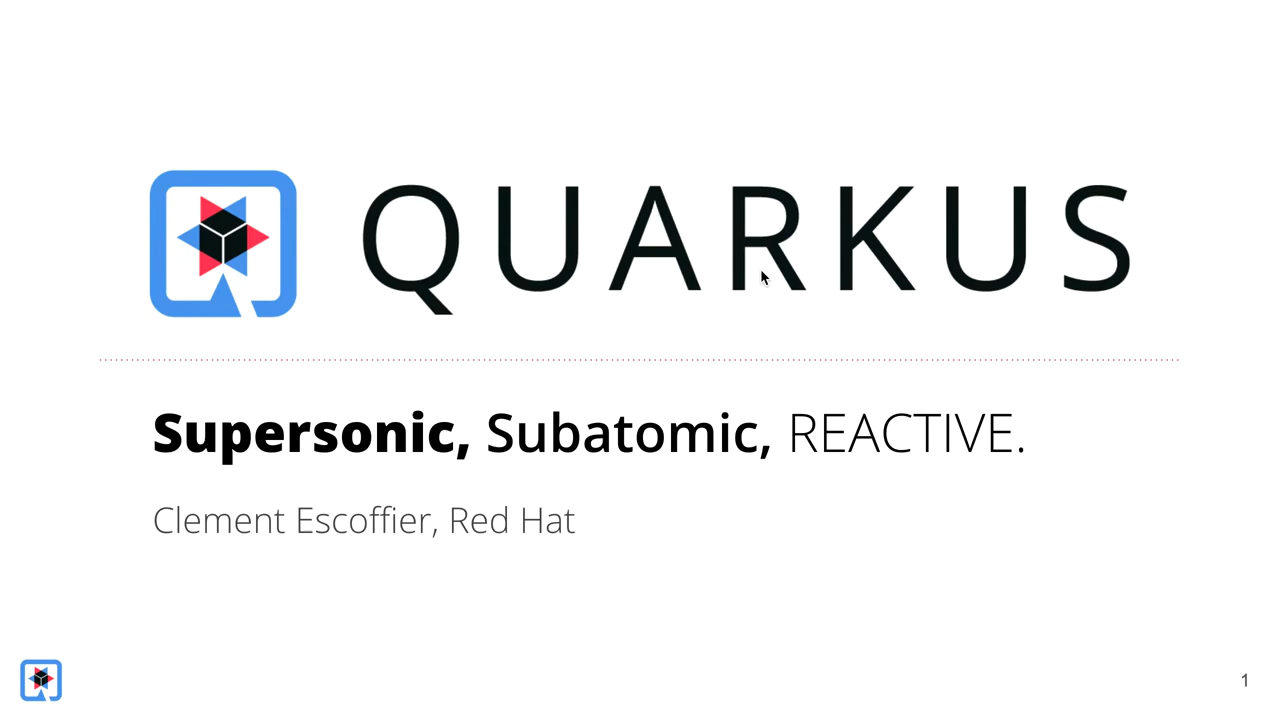 QUARKUS
Supersonic, Subatomic, REACTIVE.
Clement Escoffier, Red Hat
1